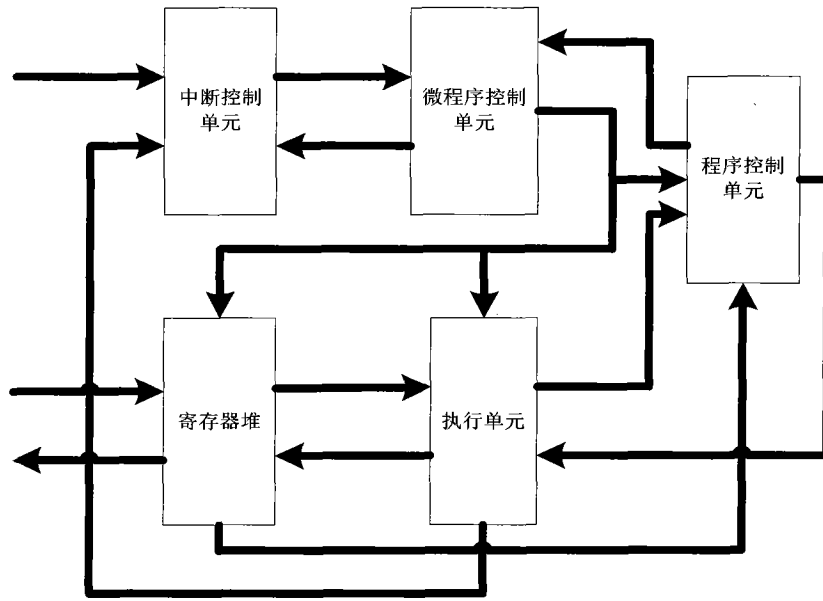 中断控制
单元
微程序控制
单元
程序控制
单元
寄存器堆
执行单元